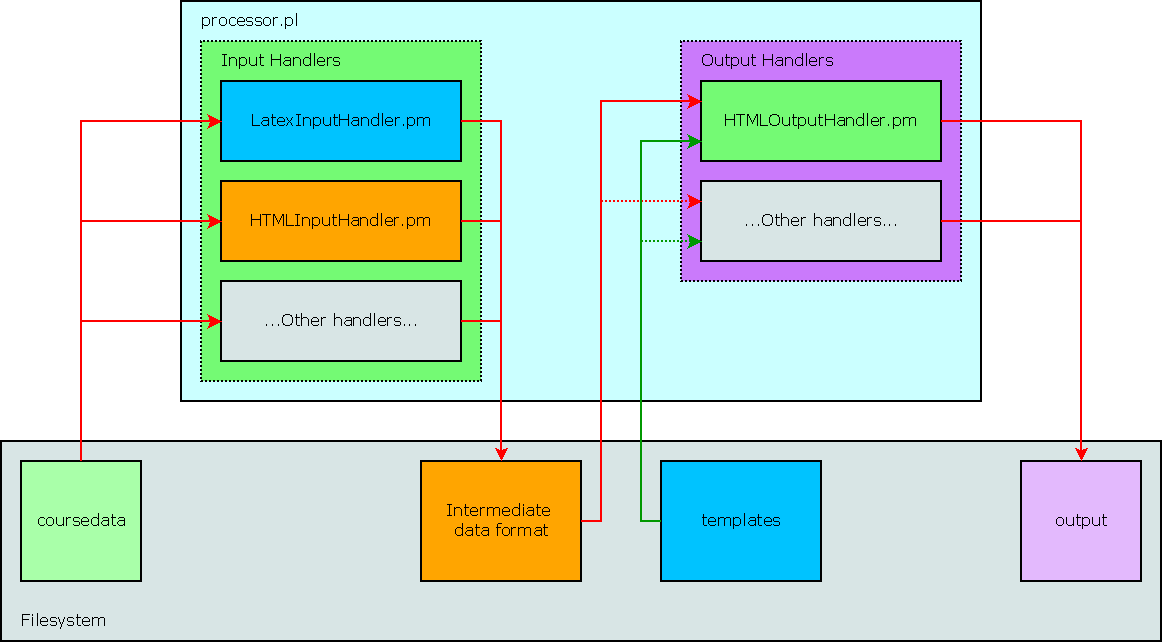 processor.pl
Input Handlers
LatexInputHandler.pm
HTMLInputHandler.pm
...Other handlers...
Output Handlers
HTMLOutputHandler.pm
...Other handlers...
coursedata
Intermediate
data format
templates
output
Filesystem